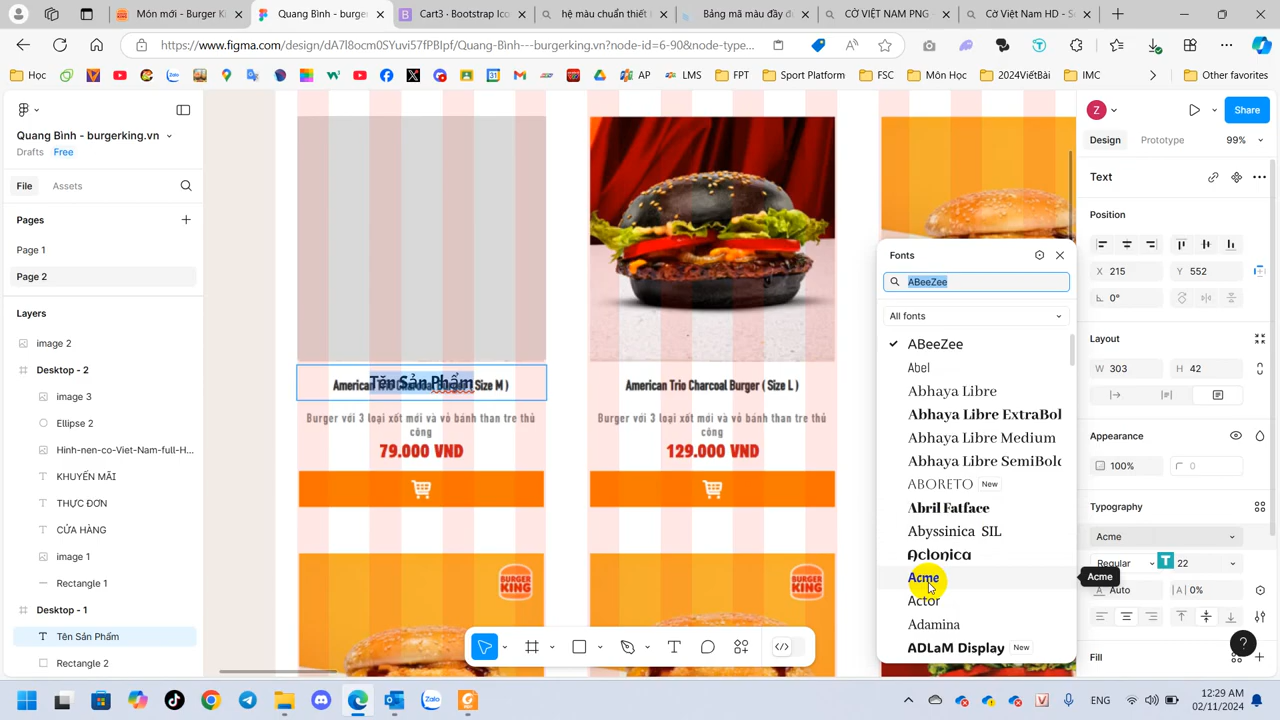 Món mới | Burger K
Quang Bình – bu
Cart3 · Bootstrap
hệ màu chuẩn thiết
Bảng mã màu đầy đ
CỜ VIỆT NAM PNG
https://www.figma.com/design/dA7l8ocm0SYuvi57fPBIpf/Quang-Bình---burgerking.vn?node-id=6-90&node-type...
Học
AP
LMS
FPT
Sport Platform
FSC
Môn Học
2024ViếtBài
IMC
Other favorites
Quang Bình - burgerking.vn
Drafts Free
File Assets
Pages
Page 1
Page 2
Layers
image 2
Desktop - 2
image 3
Ellipse 2
Hinh-nen-co-Viet-Nam-full-H...
KHUYẾN MÃI
THỰC ĐƠN
CỬA HÀNG
image 1
Rectangle 1
Desktop - 1
Tên Sản Phẩm
Rectangle 2
Tên Sản Phẩm
American Trio Charcoal Burger ( Size M )
Burger với 3 loại xốt mới và vỏ bánh than tre thủ
công
79.000 VND
American Trio Charcoal Burger ( Size L )
Burger với 3 loại xốt mới và vỏ bánh than tre thủ
công
129.000 VND
BURGER
KING
BURGER
KING
Fonts
ABeeZee
All fonts
ABeeZee
Abel
Abhaya Libre
Abhaya Libre ExtraBol
Abhaya Libre Medium
Abhaya Libre SemiBold
ABORETO New
Abril Fatface
Abyssinica SIL
Aclonica
Acme
Actor
Adamina
ADLaM Display New
Acme
Z
Share
Design Prototype 99%
Text
Position
X 215 Y 552
0°
Layout
W 303 H 42
Appearance
100% 0
Typography
Acme
Regular 22
Auto |A| 0%
Fill
?
Zalo
ENG
12:29 AM
02/11/2024